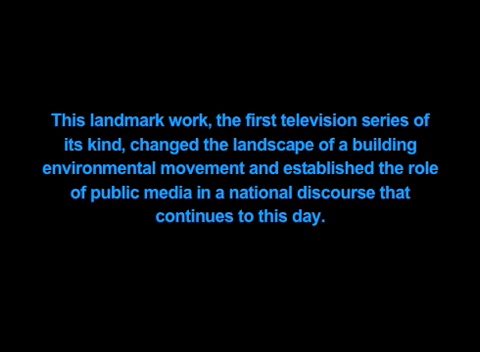 This landmark work, the first television series of
its kind, changed the landscape of a building
environmental movement and established the role
of public media in a national discourse that
continues to this day.